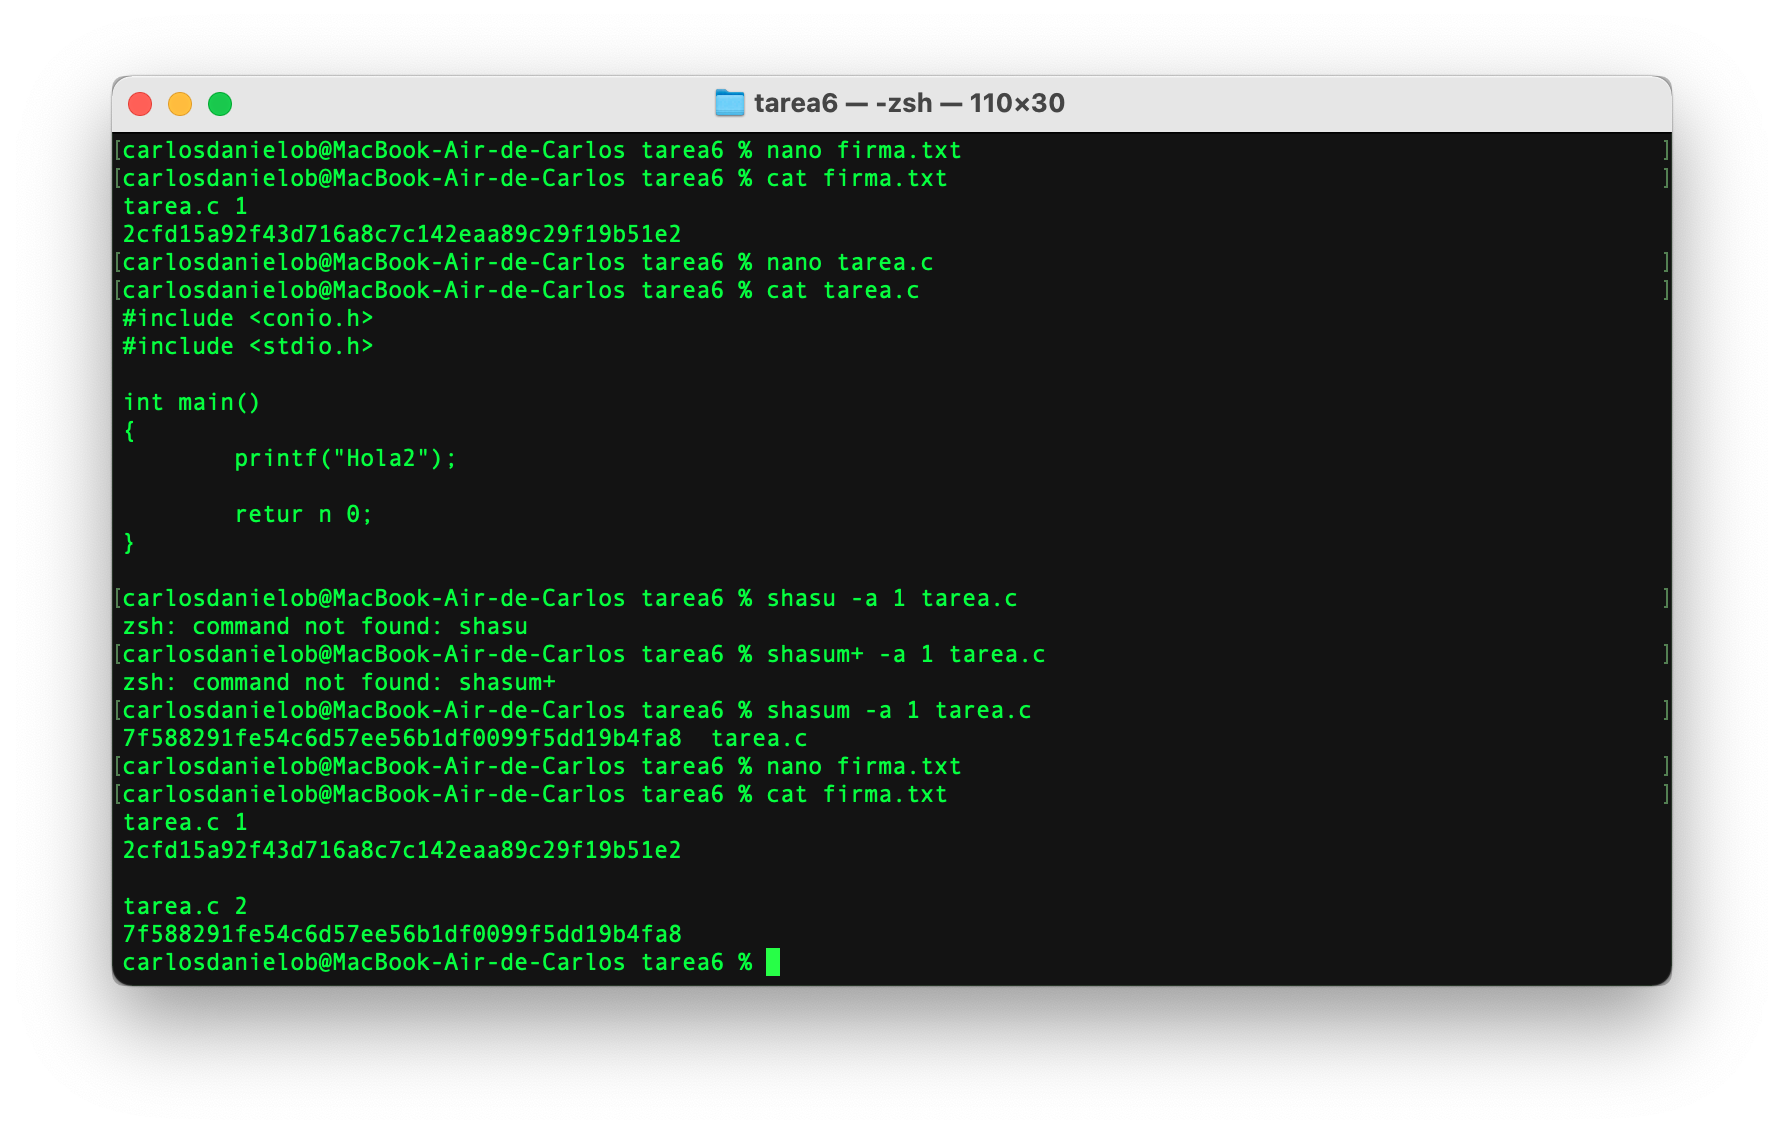 tarea6 — -zsh — 110×30
[carlosdanielob@MacBook-Air-de-Carlos tarea6 % nano firma.txt ]
[carlosdanielob@MacBook-Air-de-Carlos tarea6 % cat firma.txt ]
tarea.c 1
2cfd15a92f43d716a8c7c142eaa89c29f19b51e2
[carlosdanielob@MacBook-Air-de-Carlos tarea6 % nano tarea.c ]
[carlosdanielob@MacBook-Air-de-Carlos tarea6 % cat tarea.c ]
#include <conio.h>
#include <stdio.h>
int main()
{
printf("Hola2");
retur n 0;
}
[carlosdanielob@MacBook-Air-de-Carlos tarea6 % shasu -a 1 tarea.c ]
zsh: command not found: shasu
[carlosdanielob@MacBook-Air-de-Carlos tarea6 % shasum+ -a 1 tarea.c ]
zsh: command not found: shasum+
[carlosdanielob@MacBook-Air-de-Carlos tarea6 % shasum -a 1 tarea.c ]
7f588291fe54c6d57ee56b1df0099f5dd19b4fa8  tarea.c
[carlosdanielob@MacBook-Air-de-Carlos tarea6 % nano firma.txt ]
[carlosdanielob@MacBook-Air-de-Carlos tarea6 % cat firma.txt ]
tarea.c 1
2cfd15a92f43d716a8c7c142eaa89c29f19b51e2
tarea.c 2
7f588291fe54c6d57ee56b1df0099f5dd19b4fa8
carlosdanielob@MacBook-Air-de-Carlos tarea6 %